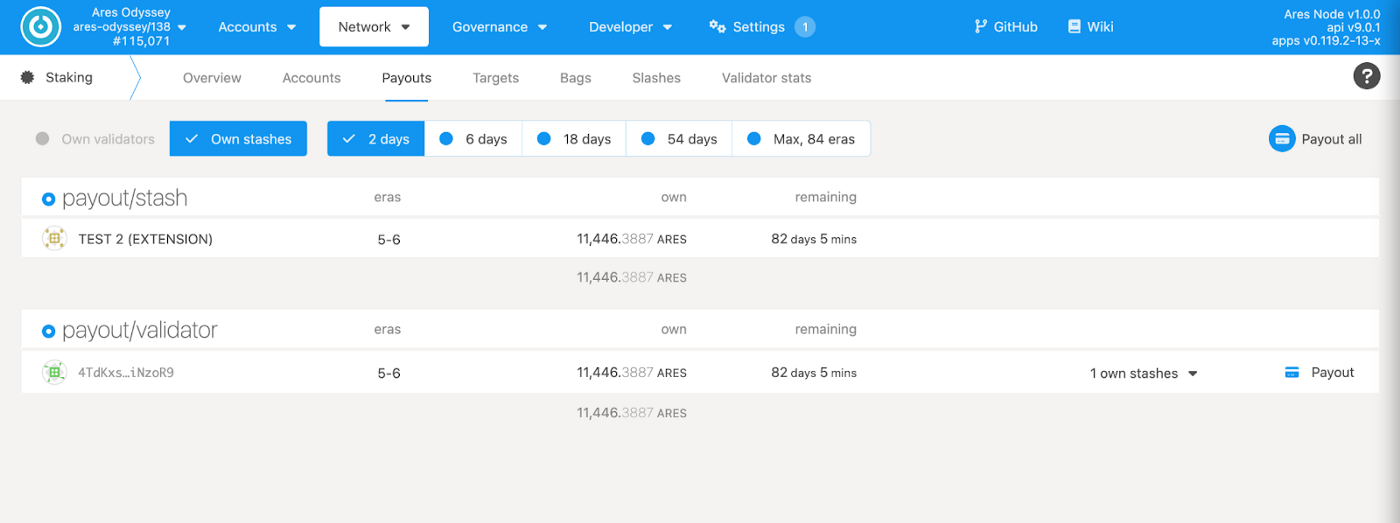 Ares Odyssey
ares-odyssey/138
#115,071
Accounts
Network
Governance
Developer
Settings 1
GitHub
Wiki
Ares Node v1.0.0
api v9.0.1
apps v0.119.2-13-x
Staking
Overview
Accounts
Payouts
Targets
Bags
Slashes
Validator stats
?
Own validators
Own stashes
2 days
6 days
18 days
54 days
Max, 84 eras
Payout all
payout/stash eras own remaining
TEST 2 (EXTENSION) 5-6 11,446.3887 ARES 82 days 5 mins
11,446.3887 ARES
payout/validator eras own remaining
4TdKxs…iNzoR9 5-6 11,446.3887 ARES 82 days 5 mins 1 own stashes Payout
11,446.3887 ARES